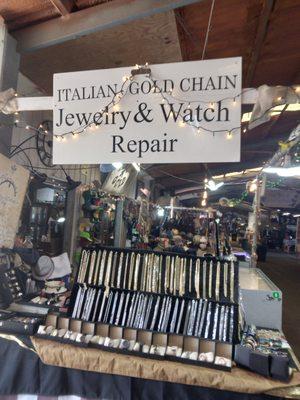 ITALIAN GOLD CHAIN
Jewelry & Watch
Repair